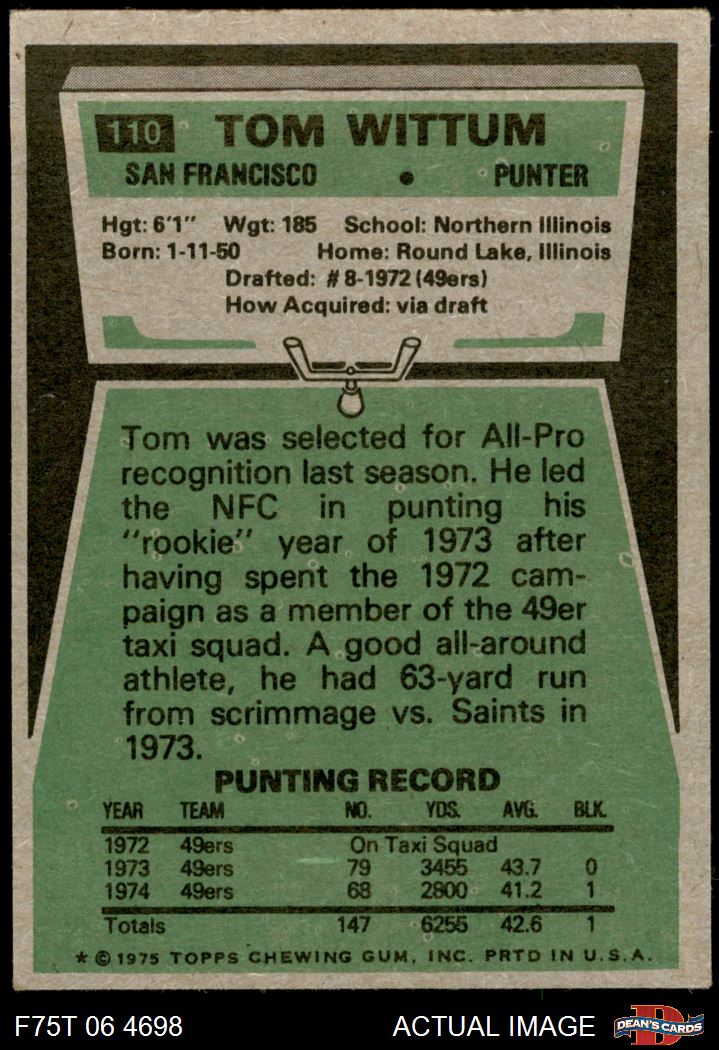 110 TOM WITTUM
SAN FRANCISCO • PUNTER
Hgt: 6'1" Wgt: 185 School: Northern Illinois
Born: 1-11-50 Home: Round Lake, Illinois
Drafted: #8-1972 (49ers)
How Acquired: via draft
Tom was selected for All-Pro
recognition last season. He led
the NFC in punting his
"rookie" year of 1973 after
having spent the 1972 cam-
paign as a member of the 49er
taxi squad. A good all-around
athlete, he had 63-yard run
from scrimmage vs. Saints in
1973.
PUNTING RECORD
YEAR TEAM NO. YDS. AVG. BLK.
1972 49ers On Taxi Squad
1973 49ers 79 3455 43.7 0
1974 49ers 68 2800 41.2 1
Totals 147 6255 42.6 1
* © 1975 TOPPS CHEWING GUM, INC. PRTD IN U.S.A.
F75T 06 4698 ACTUAL IMAGE D DEAN'S CARDS